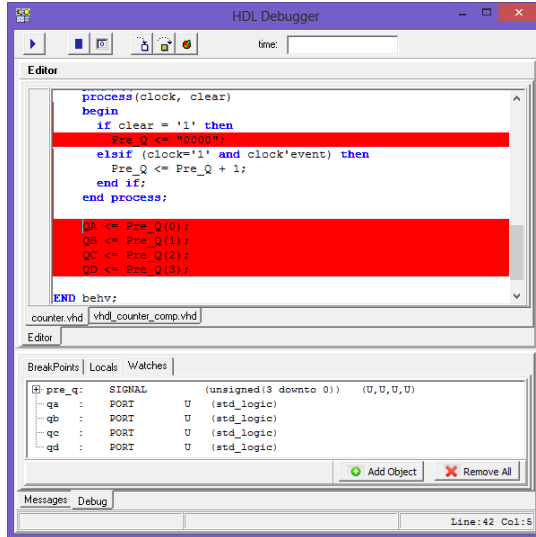 HDL Debugger
time:
Editor
process(clock, clear)
begin
if clear = '1' then
Pre_Q <= "0000";
elsif (clock='1' and clock'event) then
Pre_Q <= Pre_Q + 1;
end if;
end process;
QA <= Pre_Q(0);
QB <= Pre_Q(1);
QC <= Pre_Q(2);
QD <= Pre_Q(3);
END behv;
counter.vhd vhdl_counter_comp.vhd
Editor
BreakPoints Locals Watches
pre_q: SIGNAL (unsigned(3 downto 0)) (U,U,U,U)
qa : PORT U (std_logic)
qb : PORT U (std_logic)
qc : PORT U (std_logic)
qd : PORT U (std_logic)
Add Object Remove All
Messages Debug
Line:42 Col:5